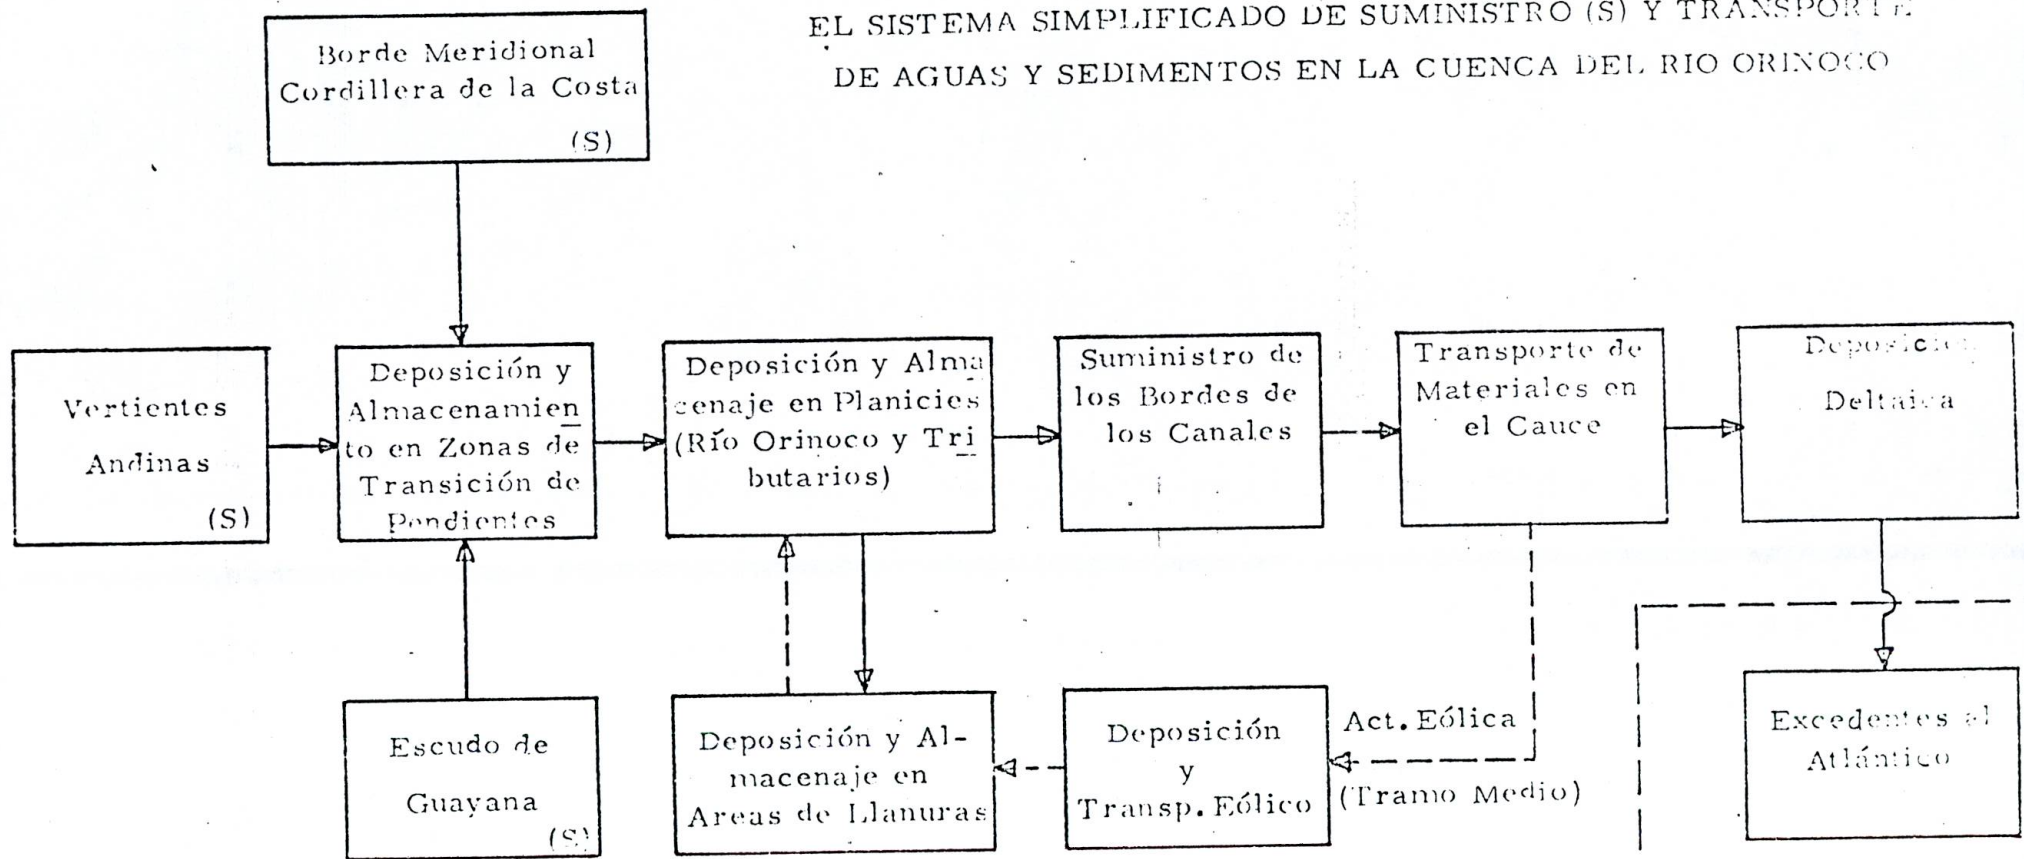 EL SISTEMA SIMPLIFICADO DE SUMINISTRO (S) Y TRANSPORTE
DE AGUAS Y SEDIMENTOS EN LA CUENCA DEL RIO ORINOCO
Borde Meridional
Cordillera de la Costa
(S)
Vertientes
Andinas
(S)
Deposición y
Almacenamien
to en Zonas de
Transición de
Pendientes
Deposición y Alma
cenaje en Planicies
(Río Orinoco y Tri
butarios)
Suministro de
los Bordes de
los Canales
Transporte de
Materiales en
el Cauce
Deposición
Deltaica
Escudo de
Guayana
(S)
Deposición y Al-
macenaje en
Areas de Llanuras
Deposición
y
Transp. Eólico
Act. Eólica
(Tramo Medio)
Excedentes al
Atlántico